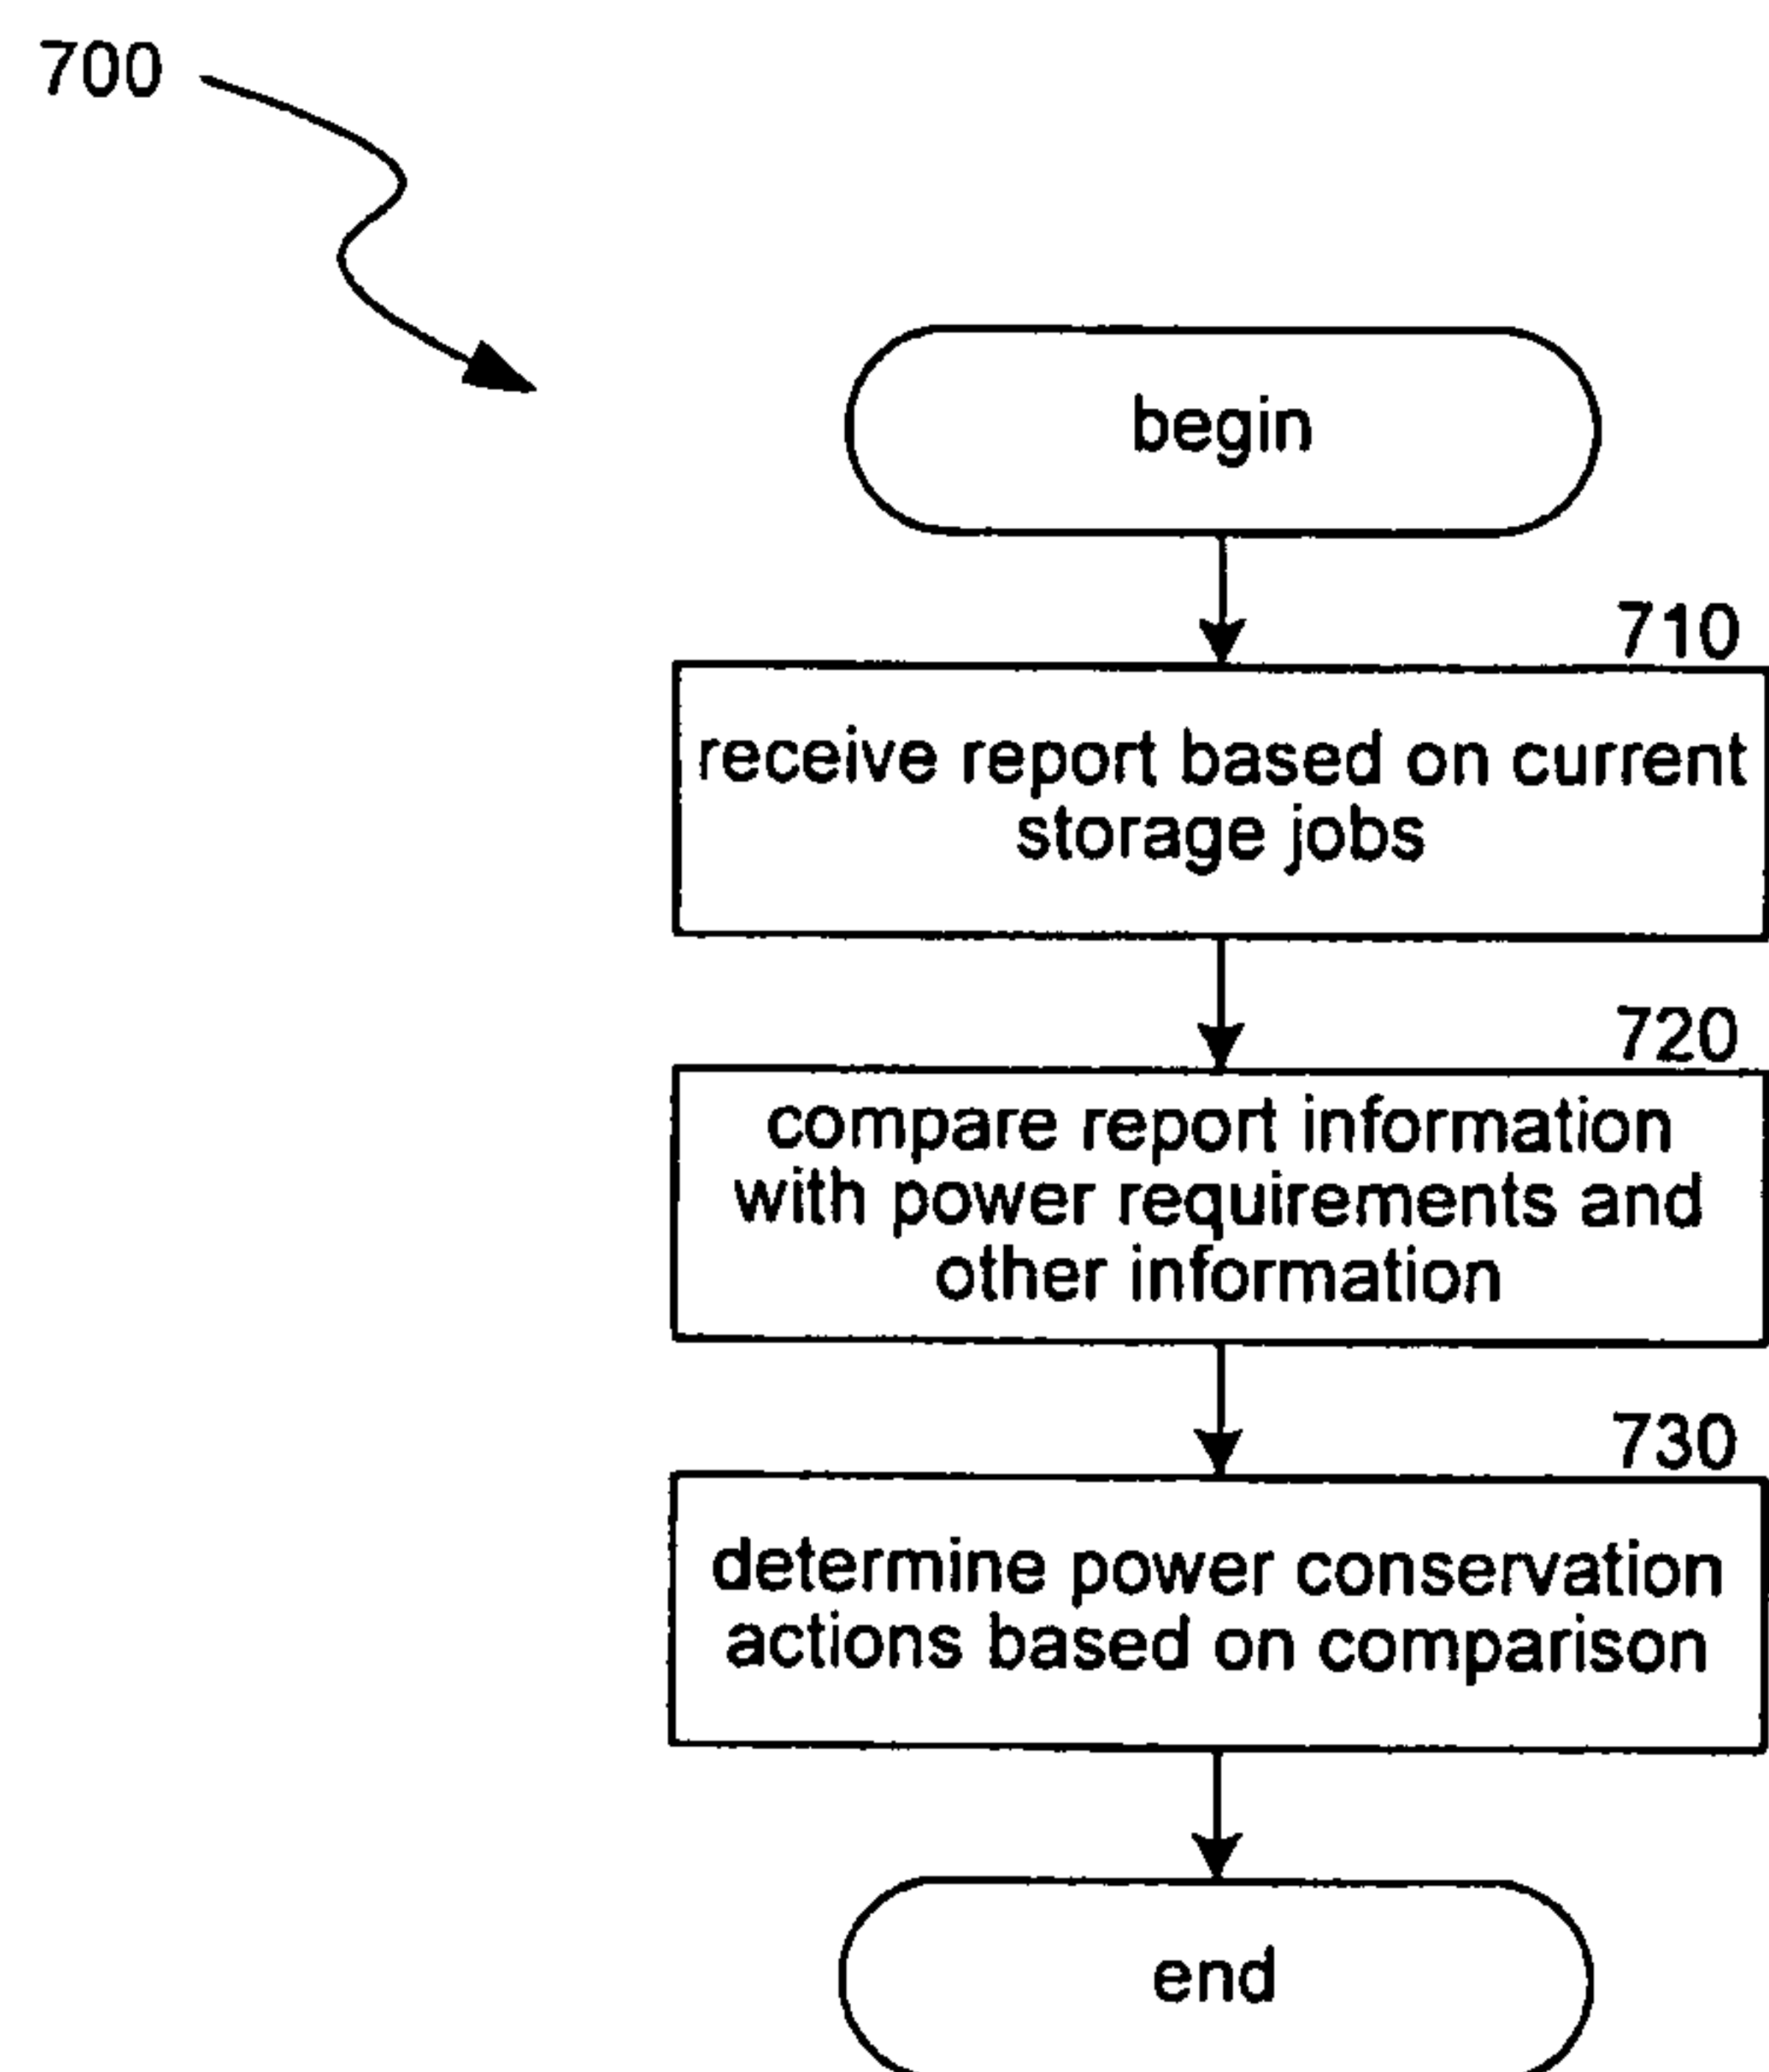 700
begin
710
receive report based on current
storage jobs
720
compare report information
with power requirements and
other information
730
determine power conservation
actions based on comparison
end